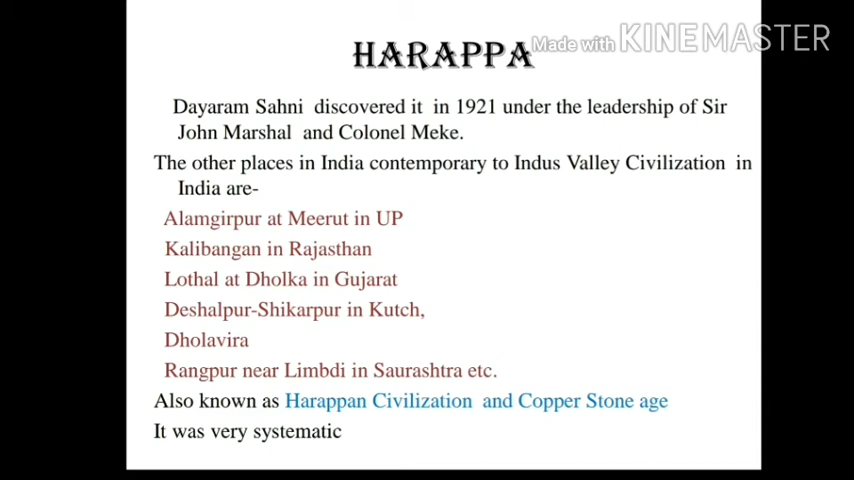 HARAPPA
Made with KINEMASTER
Dayaram Sahni discovered it in 1921 under the leadership of Sir
John Marshal and Colonel Meke.
The other places in India contemporary to Indus Valley Civilization in
India are-
Alamgirpur at Meerut in UP
Kalibangan in Rajasthan
Lothal at Dholka in Gujarat
Deshalpur-Shikarpur in Kutch,
Dholavira
Rangpur near Limbdi in Saurashtra etc.
Also known as Harappan Civilization and Copper Stone age
It was very systematic